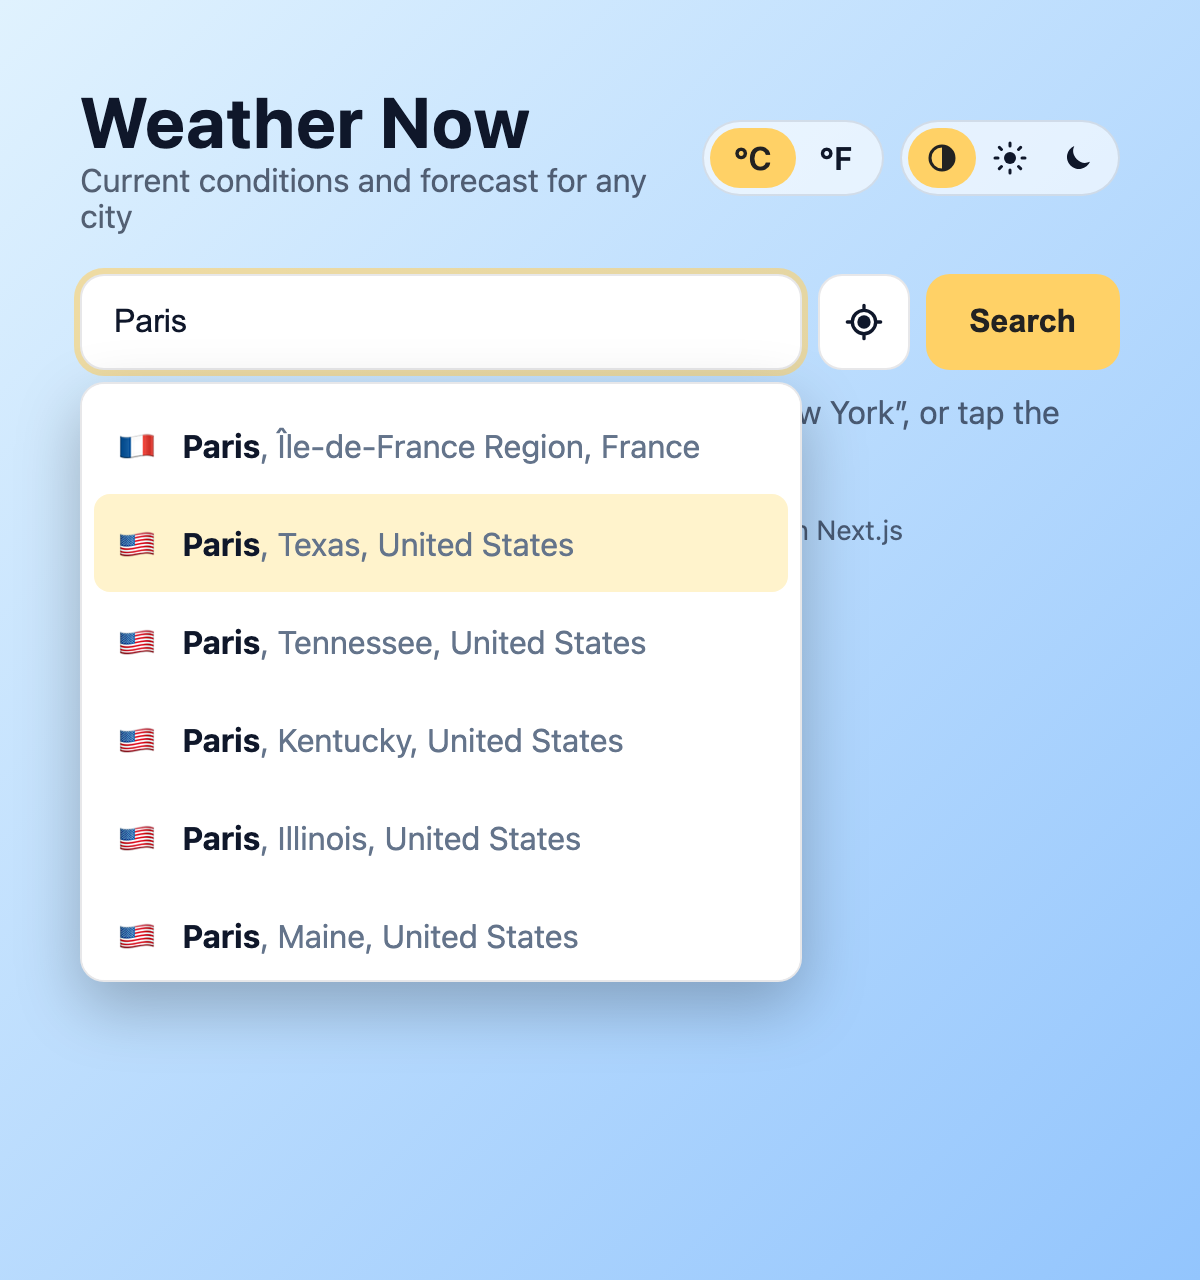 Weather Now
Current conditions and forecast for any
city
°C °F
Paris
Search
York”, or tap the
Paris, Île-de-France Region, France
Next.js
Paris, Texas, United States
Paris, Tennessee, United States
Paris, Kentucky, United States
Paris, Illinois, United States
Paris, Maine, United States